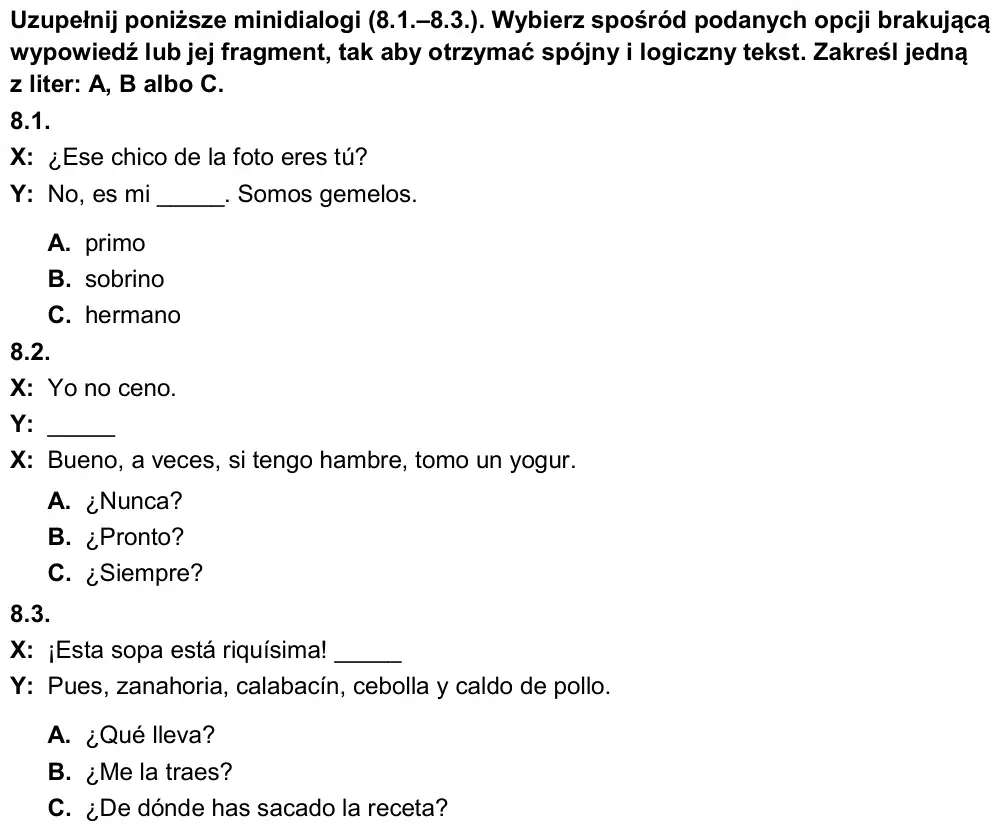 Uzupełnij poniższe minidialogi (8.1.–8.3.). Wybierz spośród podanych opcji brakującą
wypowiedź lub jej fragment, tak aby otrzymać spójny i logiczny tekst. Zakreśl jedną
z liter: A, B albo C.
8.1.
X: ¿Ese chico de la foto eres tú?
Y: No, es mi _____. Somos gemelos.
A. primo
B. sobrino
C. hermano
8.2.
X: Yo no ceno.
Y: _____
X: Bueno, a veces, si tengo hambre, tomo un yogur.
A. ¿Nunca?
B. ¿Pronto?
C. ¿Siempre?
8.3.
X: ¡Esta sopa está riquísima! _____
Y: Pues, zanahoria, calabacín, cebolla y caldo de pollo.
A. ¿Qué lleva?
B. ¿Me la traes?
C. ¿De dónde has sacado la receta?